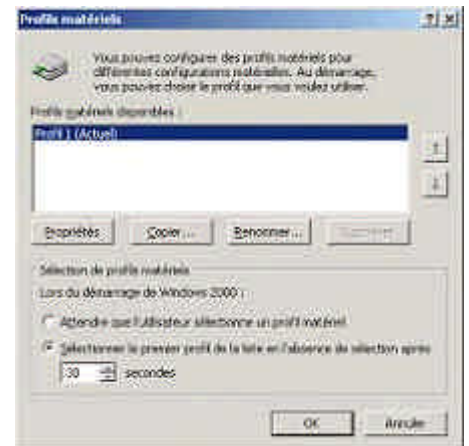 Profils matériels
Vous pouvez configurer des profils matériels pour
différentes configurations matérielles. Au démarrage,
vous pouvez choisir le profil que vous voulez utiliser.
Profils matériels disponibles :
Profil 1 (Actuel)
Propriétés
Copier...
Renommer...
Supprimer
Sélection de profils matériels
Lors du démarrage de Windows 2000 :
Attendre que l'utilisateur sélectionne un profil matériel
Sélectionner le premier profil de la liste en l'absence de sélection après
30 secondes
OK
Annuler